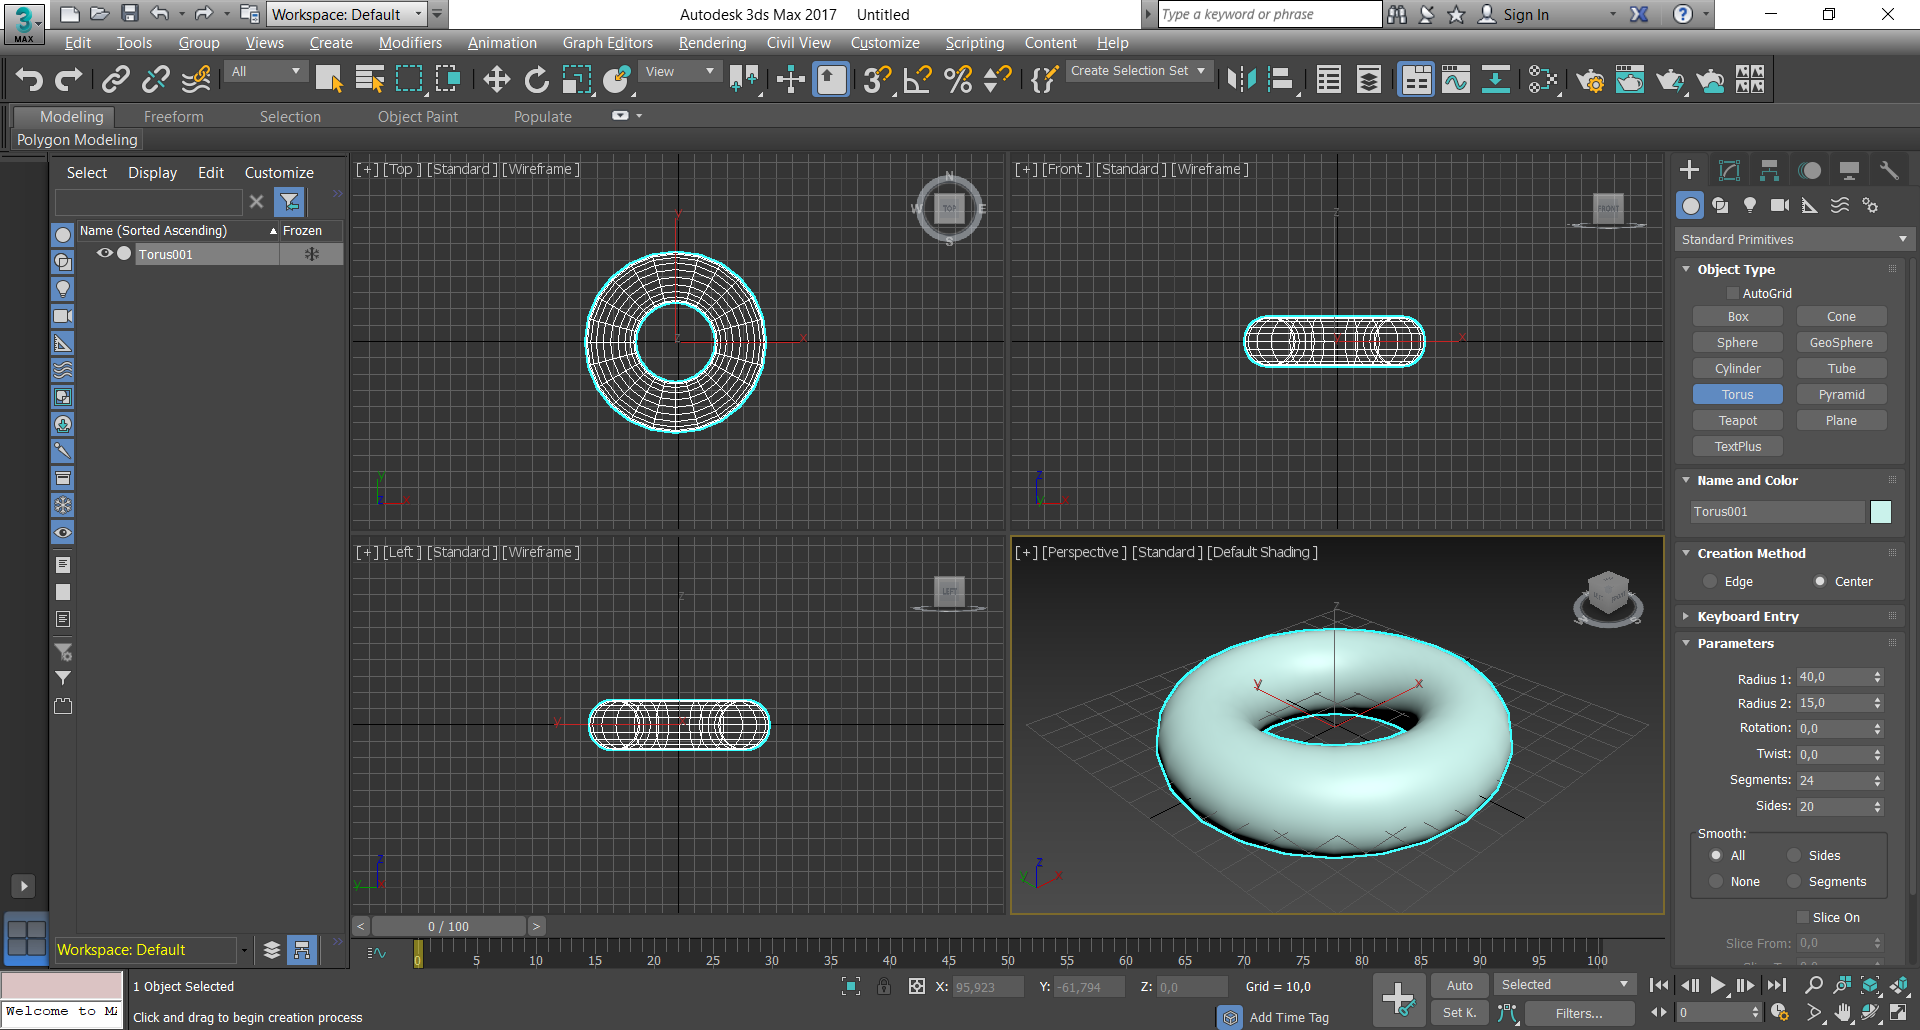 3 MAX
Workspace: Default
Autodesk 3ds Max 2017 Untitled
Type a keyword or phrase
Sign In
Edit Tools Group Views Create Modifiers Animation Graph Editors Rendering Civil View Customize Scripting Content Help
All
View
Create Selection Set
Modeling Freeform Selection Object Paint Populate
Polygon Modeling
Select Display Edit Customize
Name (Sorted Ascending) Frozen
Torus001
[+] [Top ] [Standard ] [Wireframe ]
N
W TOP E
S
y
z x
y
z x
[+] [Front ] [Standard ] [Wireframe ]
FRONT
z
x
z
y x
[+] [Left ] [Standard ] [Wireframe ]
LEFT
z
y
z
y x
[+] [Perspective ] [Standard ] [Default Shading ]
z
y x
z
y x
Standard Primitives
Object Type
AutoGrid
Box Cone
Sphere GeoSphere
Cylinder Tube
Torus Pyramid
Teapot Plane
TextPlus
Name and Color
Torus001
Creation Method
Edge Center
Keyboard Entry
Parameters
Radius 1: 40,0
Radius 2: 15,0
Rotation: 0,0
Twist: 0,0
Segments: 24
Sides: 20
Smooth:
All Sides
None Segments
Slice On
Slice From: 0,0
< 0 / 100 >
Workspace: Default
0 5 10 15 20 25 30 35 40 45 50 55 60 65 70 75 80 85 90 95 100
Welcome to
1 Object Selected
Click and drag to begin creation process
X: 95,923 Y: -61,794 Z: 0,0 Grid = 10,0
Add Time Tag
Auto Selected
Set K. Filters...
0